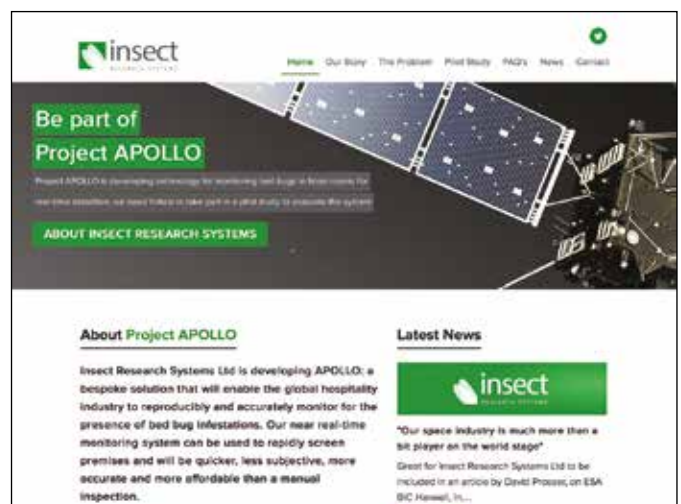 insect
RESEARCH SYSTEMS
Home Our Story The Problem Pilot Study FAQ's News Contact
Be part of
Project APOLLO
Project APOLLO is developing technology for monitoring bed bugs in hotel rooms for
real-time detection, we need hotels to take part in a pilot study to evaluate the system
ABOUT INSECT RESEARCH SYSTEMS
About Project APOLLO
Insect Research Systems Ltd is developing APOLLO: a
bespoke solution that will enable the global hospitality
industry to reproducibly and accurately monitor for the
presence of bed bug infestations. Our near real-time
monitoring system can be used to rapidly screen
premises and will be quicker, less subjective, more
accurate and more affordable than a manual
inspection.
Latest News
insect
RESEARCH SYSTEMS
"Our space industry is much more than a
bit player on the world stage"
Great for Insect Research Systems Ltd to be
included in an article by David Prosser, on ESA
BIC Harwell, in...